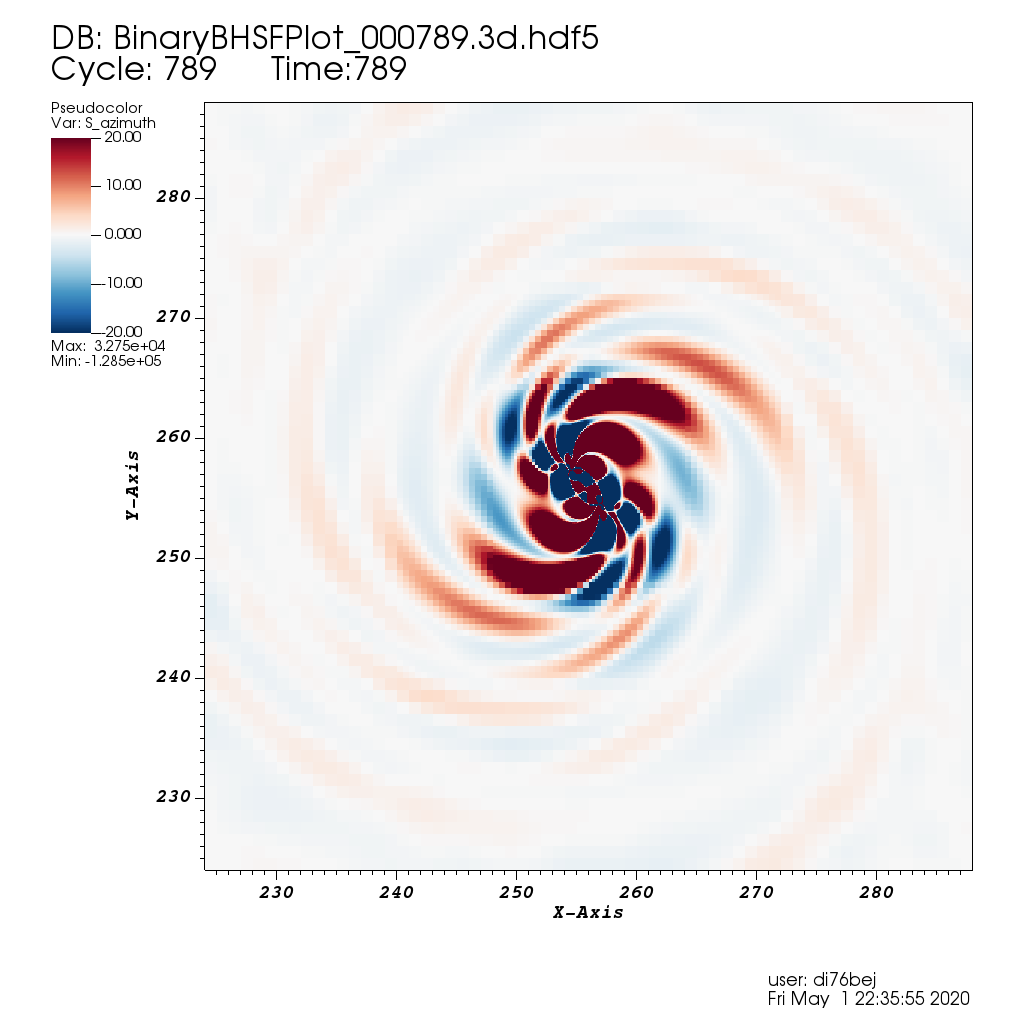 DB: BinaryBHSFPlot_000789.3d.hdf5
Cycle: 789 Time:789
Pseudocolor
Var: S_azimuth
20.00
10.00
0.000
-10.00
-20.00
Max: 3.275e+04
Min: -1.285e+05
280
270
260
250
240
230
Y-Axis
230 240 250 260 270 280
X-Axis
user: di76bej
Fri May 1 22:35:55 2020